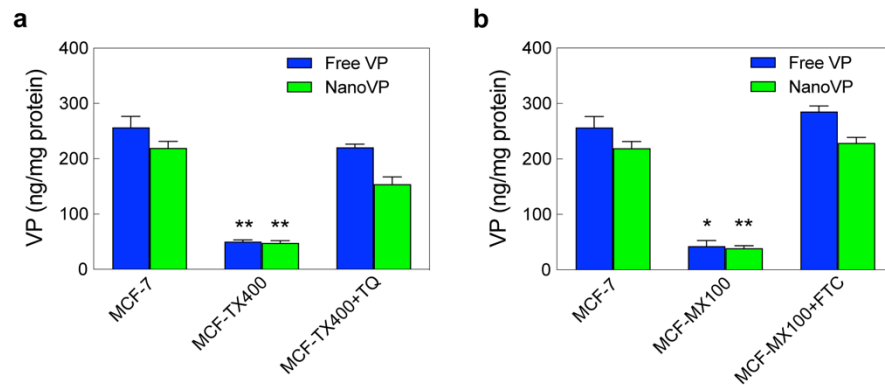 a
VP (ng/mg protein)
400
300
200
100
0
Free VP
NanoVP
** **
MCF-7
MCF-TX400
MCF-TX400+TQ
b
VP (ng/mg protein)
400
300
200
100
0
Free VP
NanoVP
* **
MCF-7
MCF-MX100
MCF-MX100+FTC